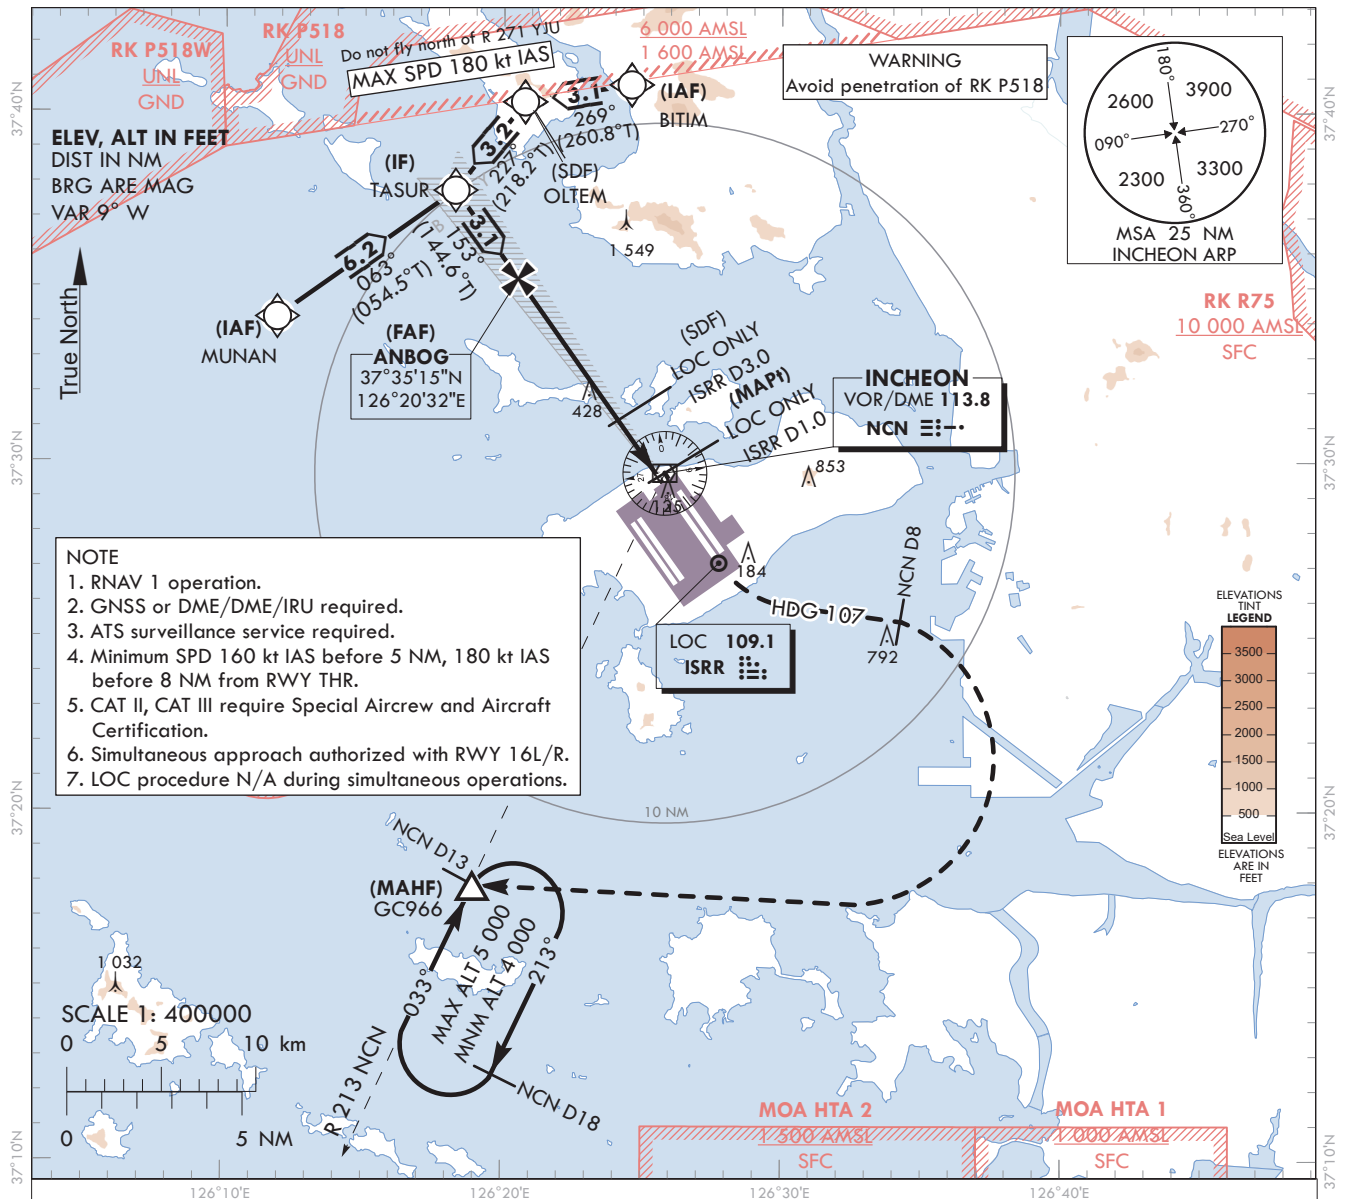 RK P518W
UNL
GND
RK P518
UNL
GND
Do not fly north of R 271 YJU
MAX SPD 180 kt IAS
6 000 AMSL
1 600 AMSL
WARNING
Avoid penetration of RK P518
180°
2600
3900
090°
270°
2300
3300
360°
MSA 25 NM
INCHEON ARP
37°40'N
37°40'N
ELEV, ALT IN FEET
DIST IN NM
BRG ARE MAG
VAR 9° W
True North
(IAF)
BITIM
3.1
269°
(260.8°T)
(SDF)
OLTEM
3.2
227°
(218.2°T)
(IF)
TASUR
3.1
153°
(144.6°T)
6.2
063°
(054.5°T)
(IAF)
MUNAN
1 549
(FAF)
ANBOG
37°35'15"N
126°20'32"E
RK R75
10 000 AMSL
SFC
(SDF)
LOC ONLY
ISRR D3.0
(MAPt)
LOC ONLY
ISRR D1.0
428
INCHEON
VOR/DME 113.8
NCN
37°30'N
37°30'N
853
125
184
NCN D8
HDG 107
792
LOC 109.1
ISRR
NOTE
1. RNAV 1 operation.
2. GNSS or DME/DME/IRU required.
3. ATS surveillance service required.
4. Minimum SPD 160 kt IAS before 5 NM, 180 kt IAS
before 8 NM from RWY THR.
5. CAT II, CAT III require Special Aircrew and Aircraft
Certification.
6. Simultaneous approach authorized with RWY 16L/R.
7. LOC procedure N/A during simultaneous operations.
ELEVATIONS
TINT
LEGEND
3500
3000
2500
2000
1500
1000
500
Sea Level
ELEVATIONS
ARE IN
FEET
37°20'N
37°20'N
10 NM
NCN D13
(MAHF)
GC966
MAX ALT 5 000
MNM ALT 4 000
213°
033°
R 213 NCN
NCN D18
1 032
SCALE 1: 400000
0 5 10 km
0 5 NM
MOA HTA 2
1 500 AMSL
SFC
MOA HTA 1
1 000 AMSL
SFC
37°10'N
37°10'N
126°10'E
126°20'E
126°30'E
126°40'E